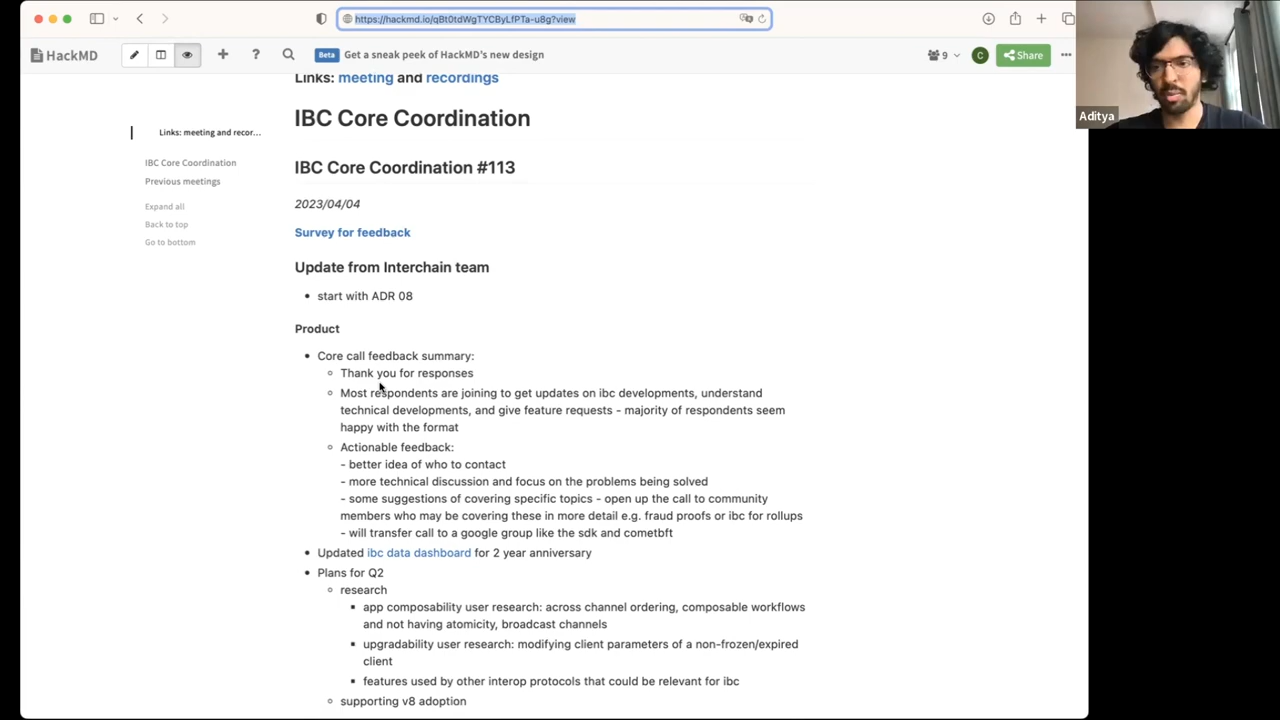 https://hackmd.io/qBt0tdWgTYCByLfPTa-u8g?view
HackMD
Beta Get a sneak peek of HackMD's new design
9
C
Share
Aditya
Links: meeting and recor...
IBC Core Coordination
Previous meetings
Expand all
Back to top
Go to bottom
Links: meeting and recordings
IBC Core Coordination
IBC Core Coordination #113
2023/04/04
Survey for feedback
Update from Interchain team
• start with ADR 08
Product
• Core call feedback summary:
◦ Thank you for responses
◦ Most respondents are joining to get updates on ibc developments, understand
technical developments, and give feature requests - majority of respondents seem
happy with the format
◦ Actionable feedback:
- better idea of who to contact
- more technical discussion and focus on the problems being solved
- some suggestions of covering specific topics - open up the call to community
members who may be covering these in more detail e.g. fraud proofs or ibc for rollups
- will transfer call to a google group like the sdk and cometbft
• Updated ibc data dashboard for 2 year anniversary
• Plans for Q2
◦ research
▪ app composability user research: across channel ordering, composable workflows
and not having atomicity, broadcast channels
▪ upgradability user research: modifying client parameters of a non-frozen/expired
client
▪ features used by other interop protocols that could be relevant for ibc
◦ supporting v8 adoption